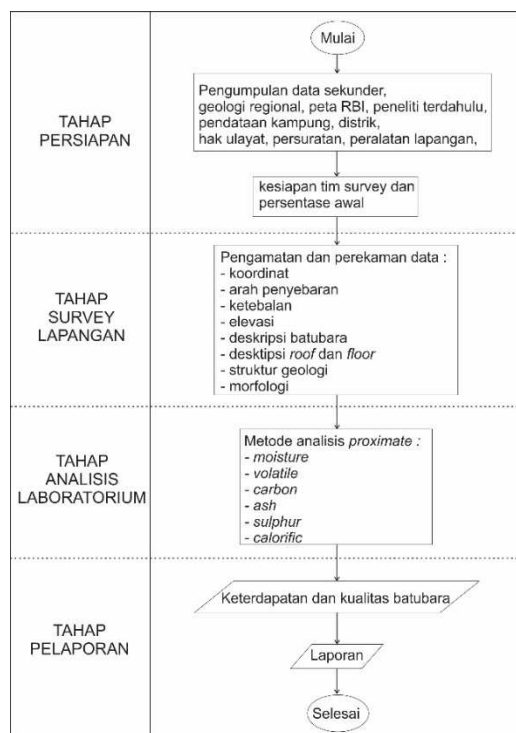 Mulai
TAHAP
PERSIAPAN
Pengumpulan data sekunder,
geologi regional, peta RBI, peneliti terdahulu,
pendataan kampung, distrik,
hak ulayat, persuratan, peralatan lapangan,
kesiapan tim survey dan
persentase awal
TAHAP
SURVEY
LAPANGAN
Pengamatan dan perekaman data :
- koordinat
- arah penyebaran
- ketebalan
- elevasi
- deskripsi batubara
- desktipsi roof dan floor
- struktur geologi
- morfologi
TAHAP
ANALISIS
LABORATORIUM
Metode analisis proximate :
- moisture
- volatile
- carbon
- ash
- sulphur
- calorific
TAHAP
PELAPORAN
Keterdapatan dan kualitas batubara
Laporan
Selesai